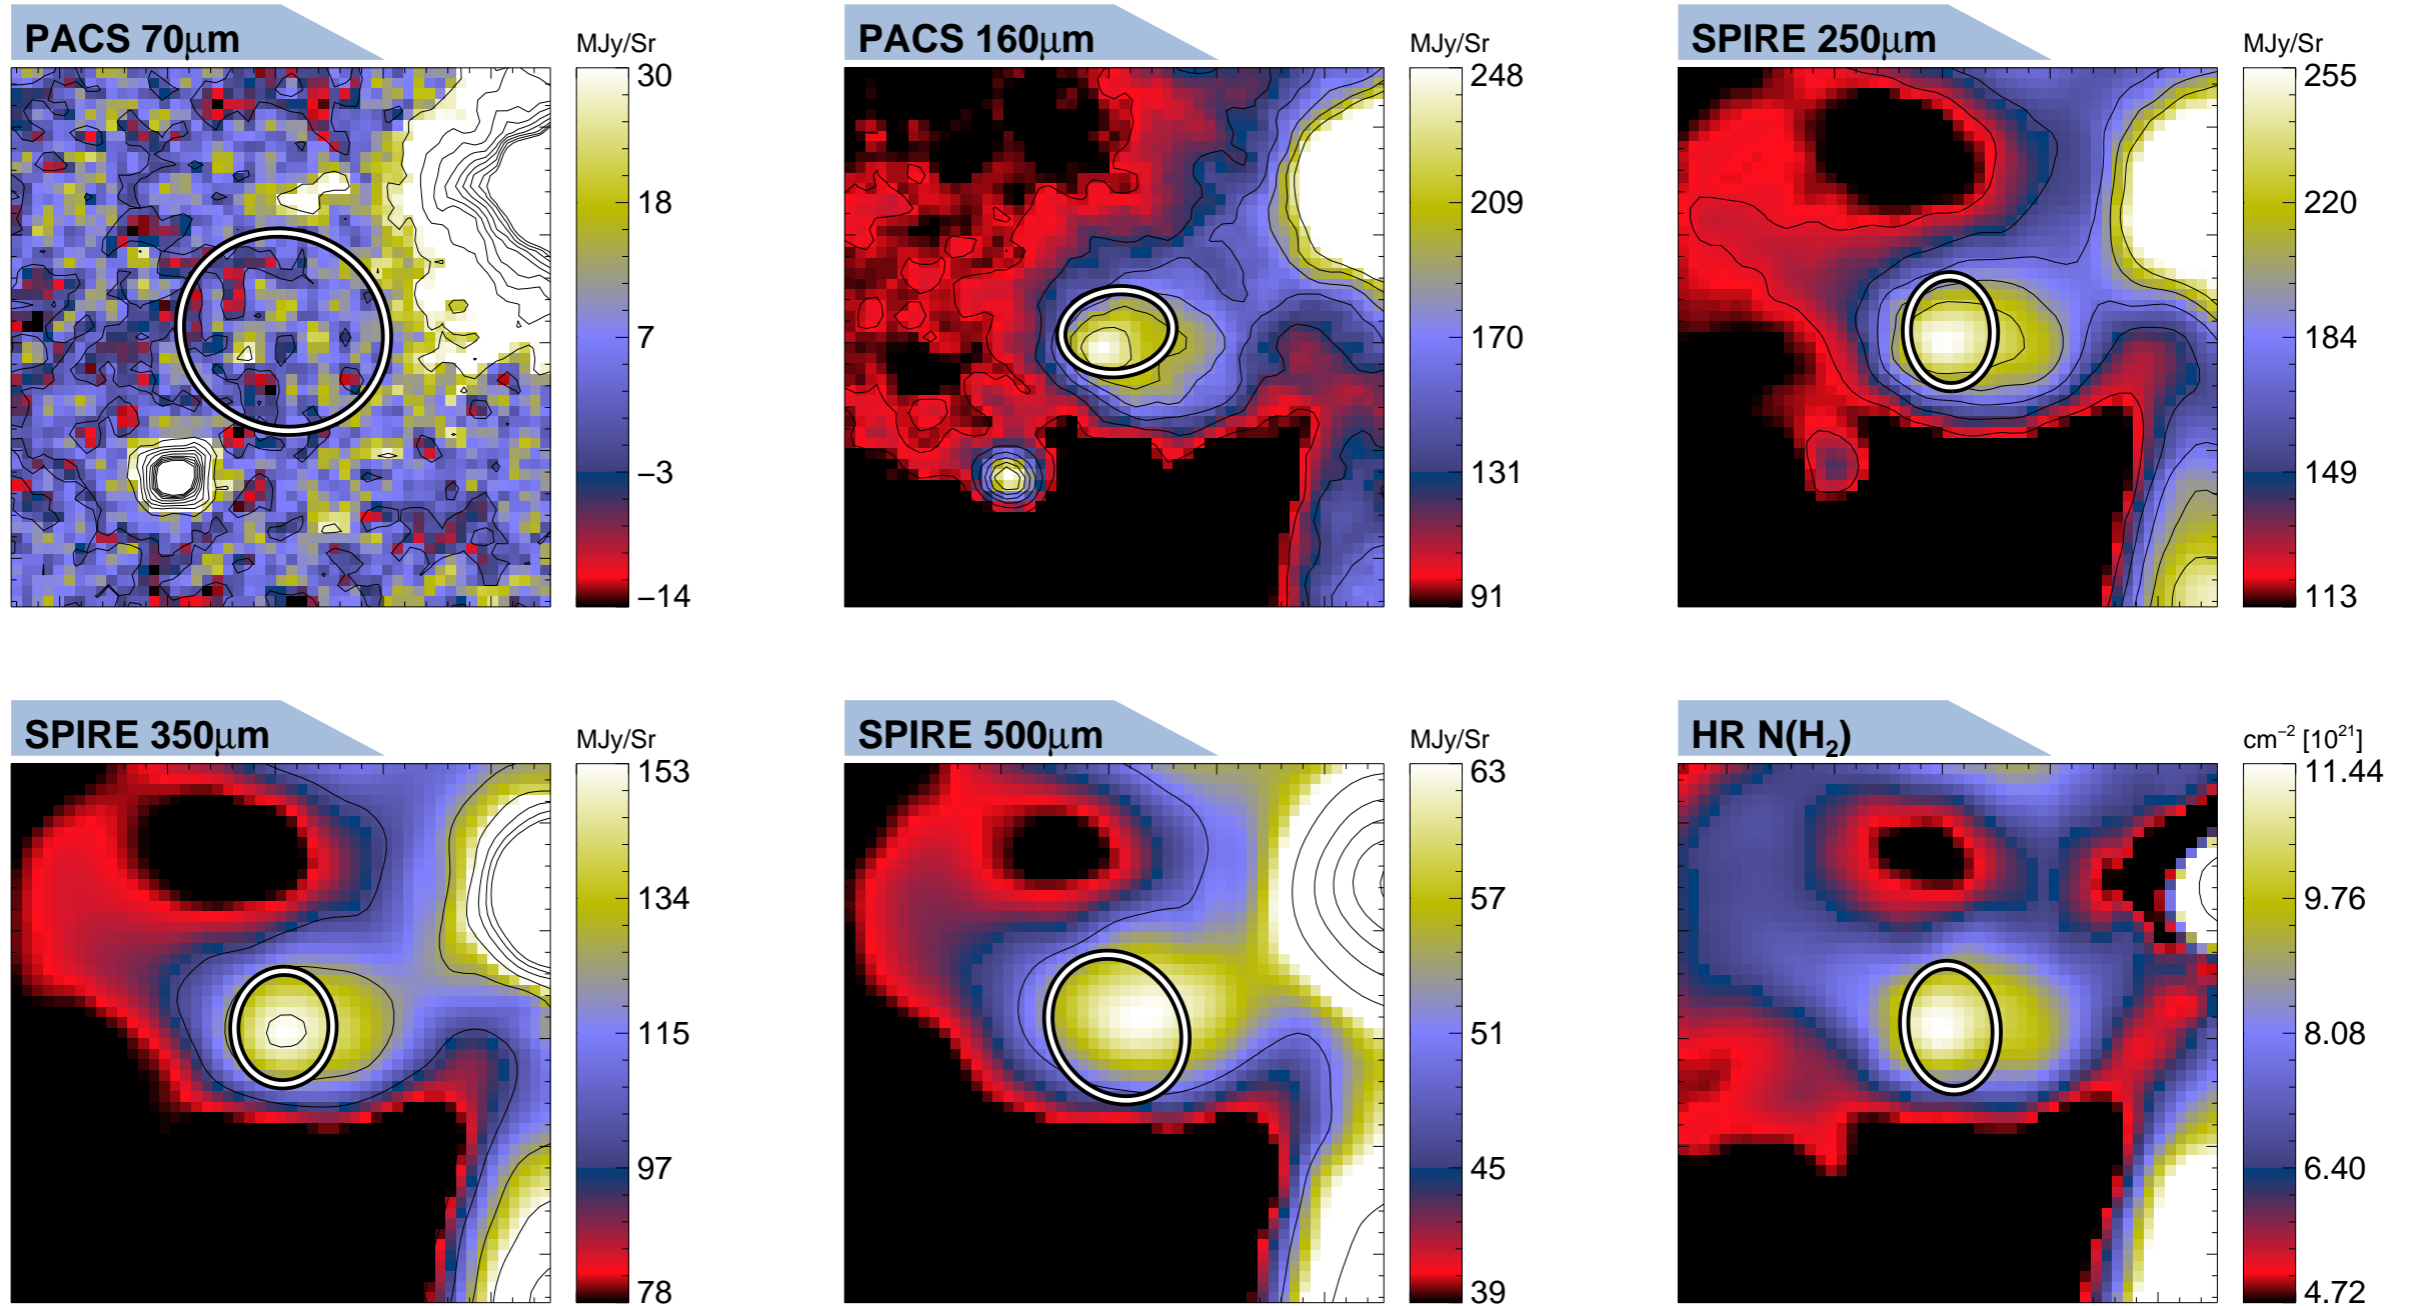 PACS 70μm
MJy/Sr
30
18
7
−3
−14
PACS 160μm
MJy/Sr
248
209
170
131
91
SPIRE 250μm
MJy/Sr
255
220
184
149
113
SPIRE 350μm
MJy/Sr
153
134
115
97
78
SPIRE 500μm
MJy/Sr
63
57
51
45
39
HR N(H₂)
cm⁻² [10²¹]
11.44
9.76
8.08
6.40
4.72